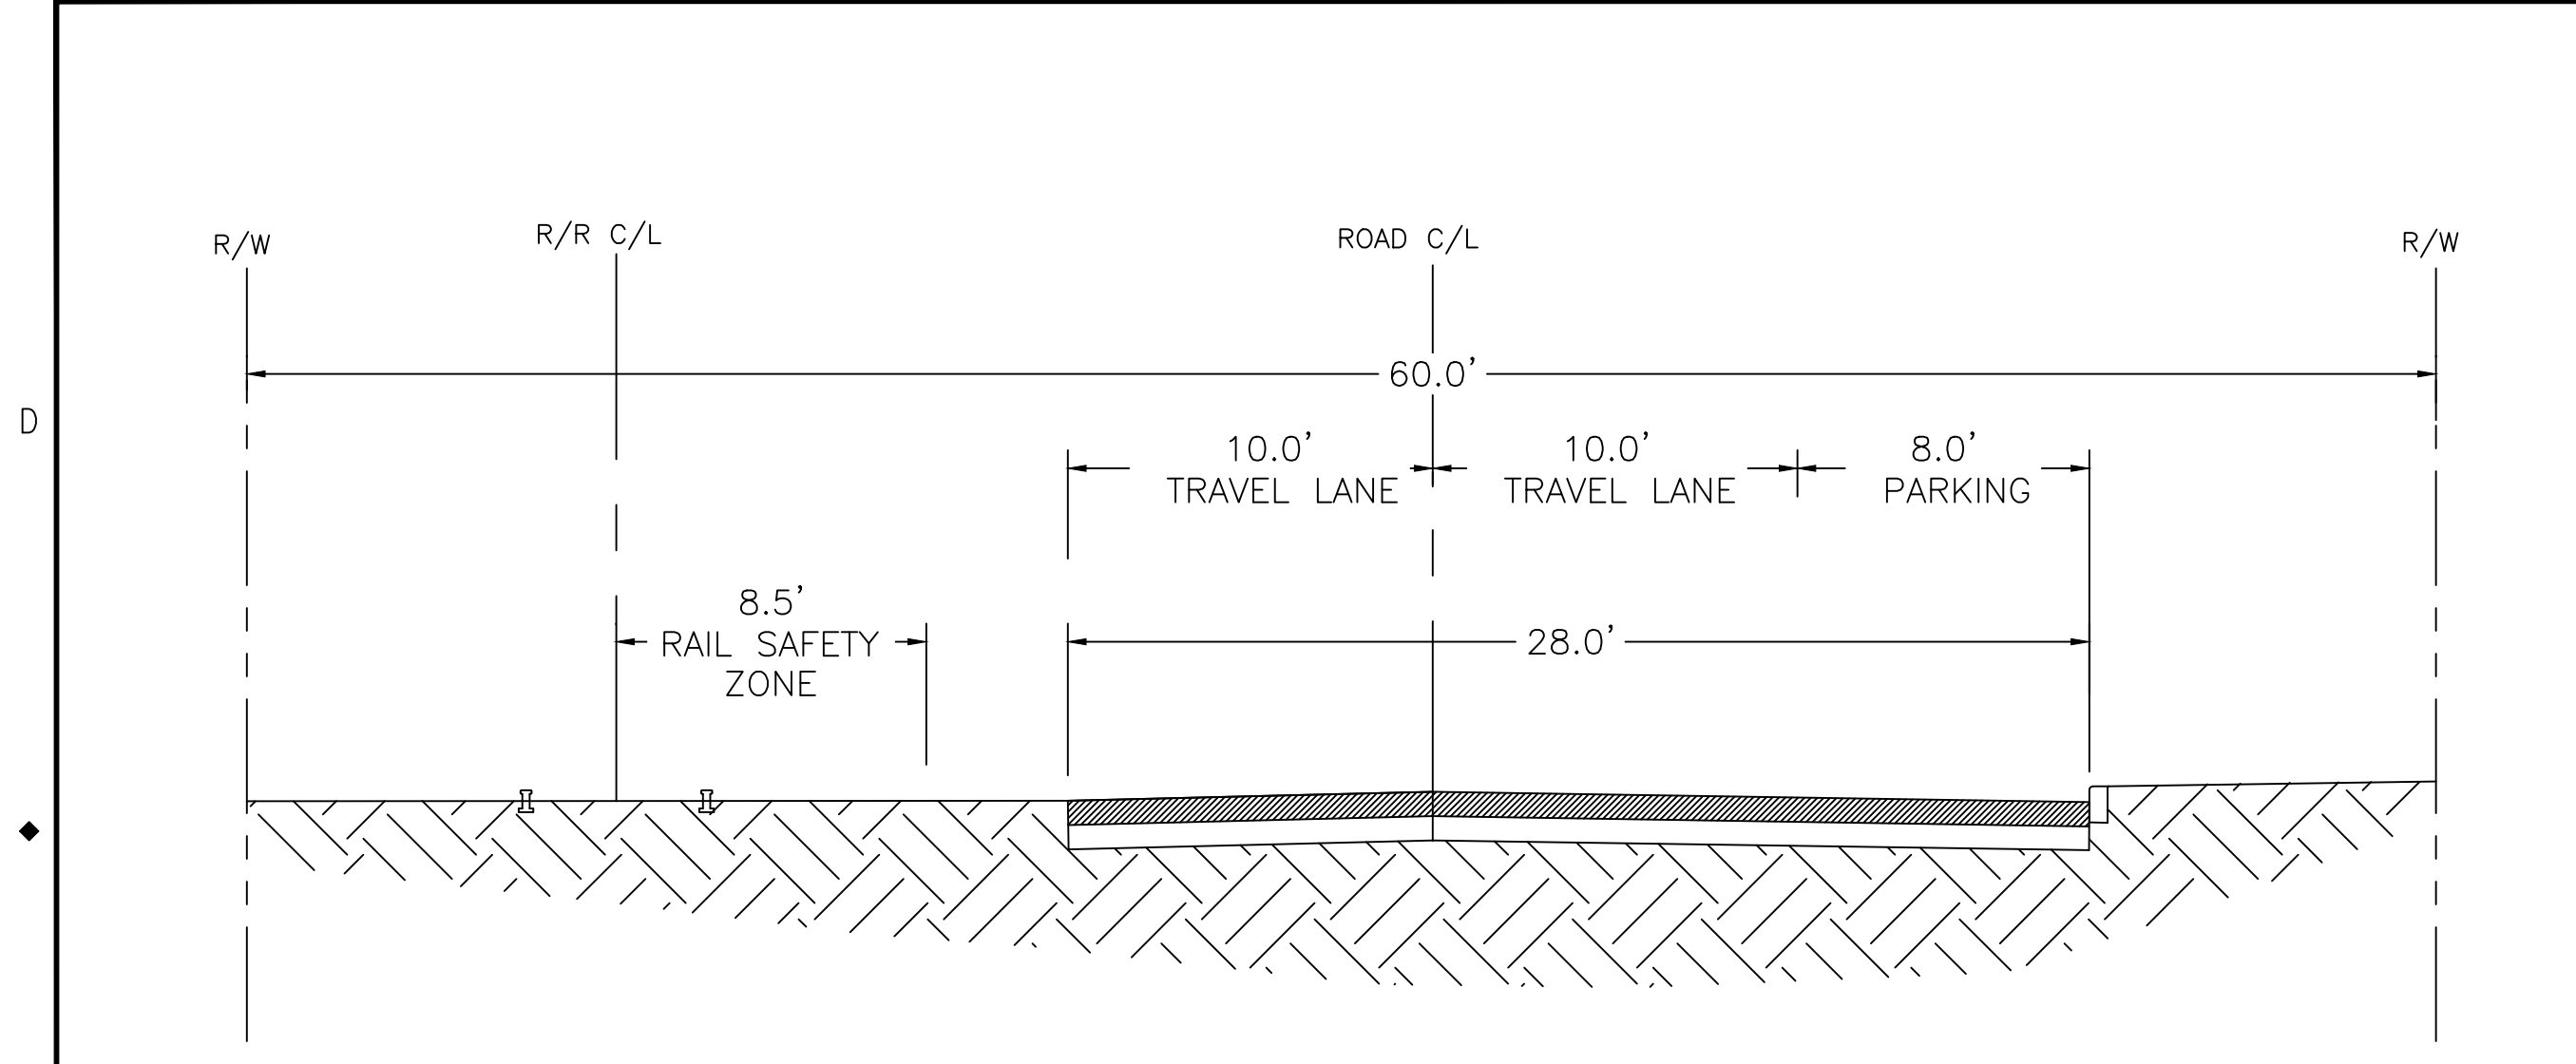 R/W
R/R C/L
ROAD C/L
R/W
60.0'
D
10.0'
TRAVEL LANE
10.0'
TRAVEL LANE
8.0'
PARKING
8.5'
RAIL SAFETY
ZONE
28.0'